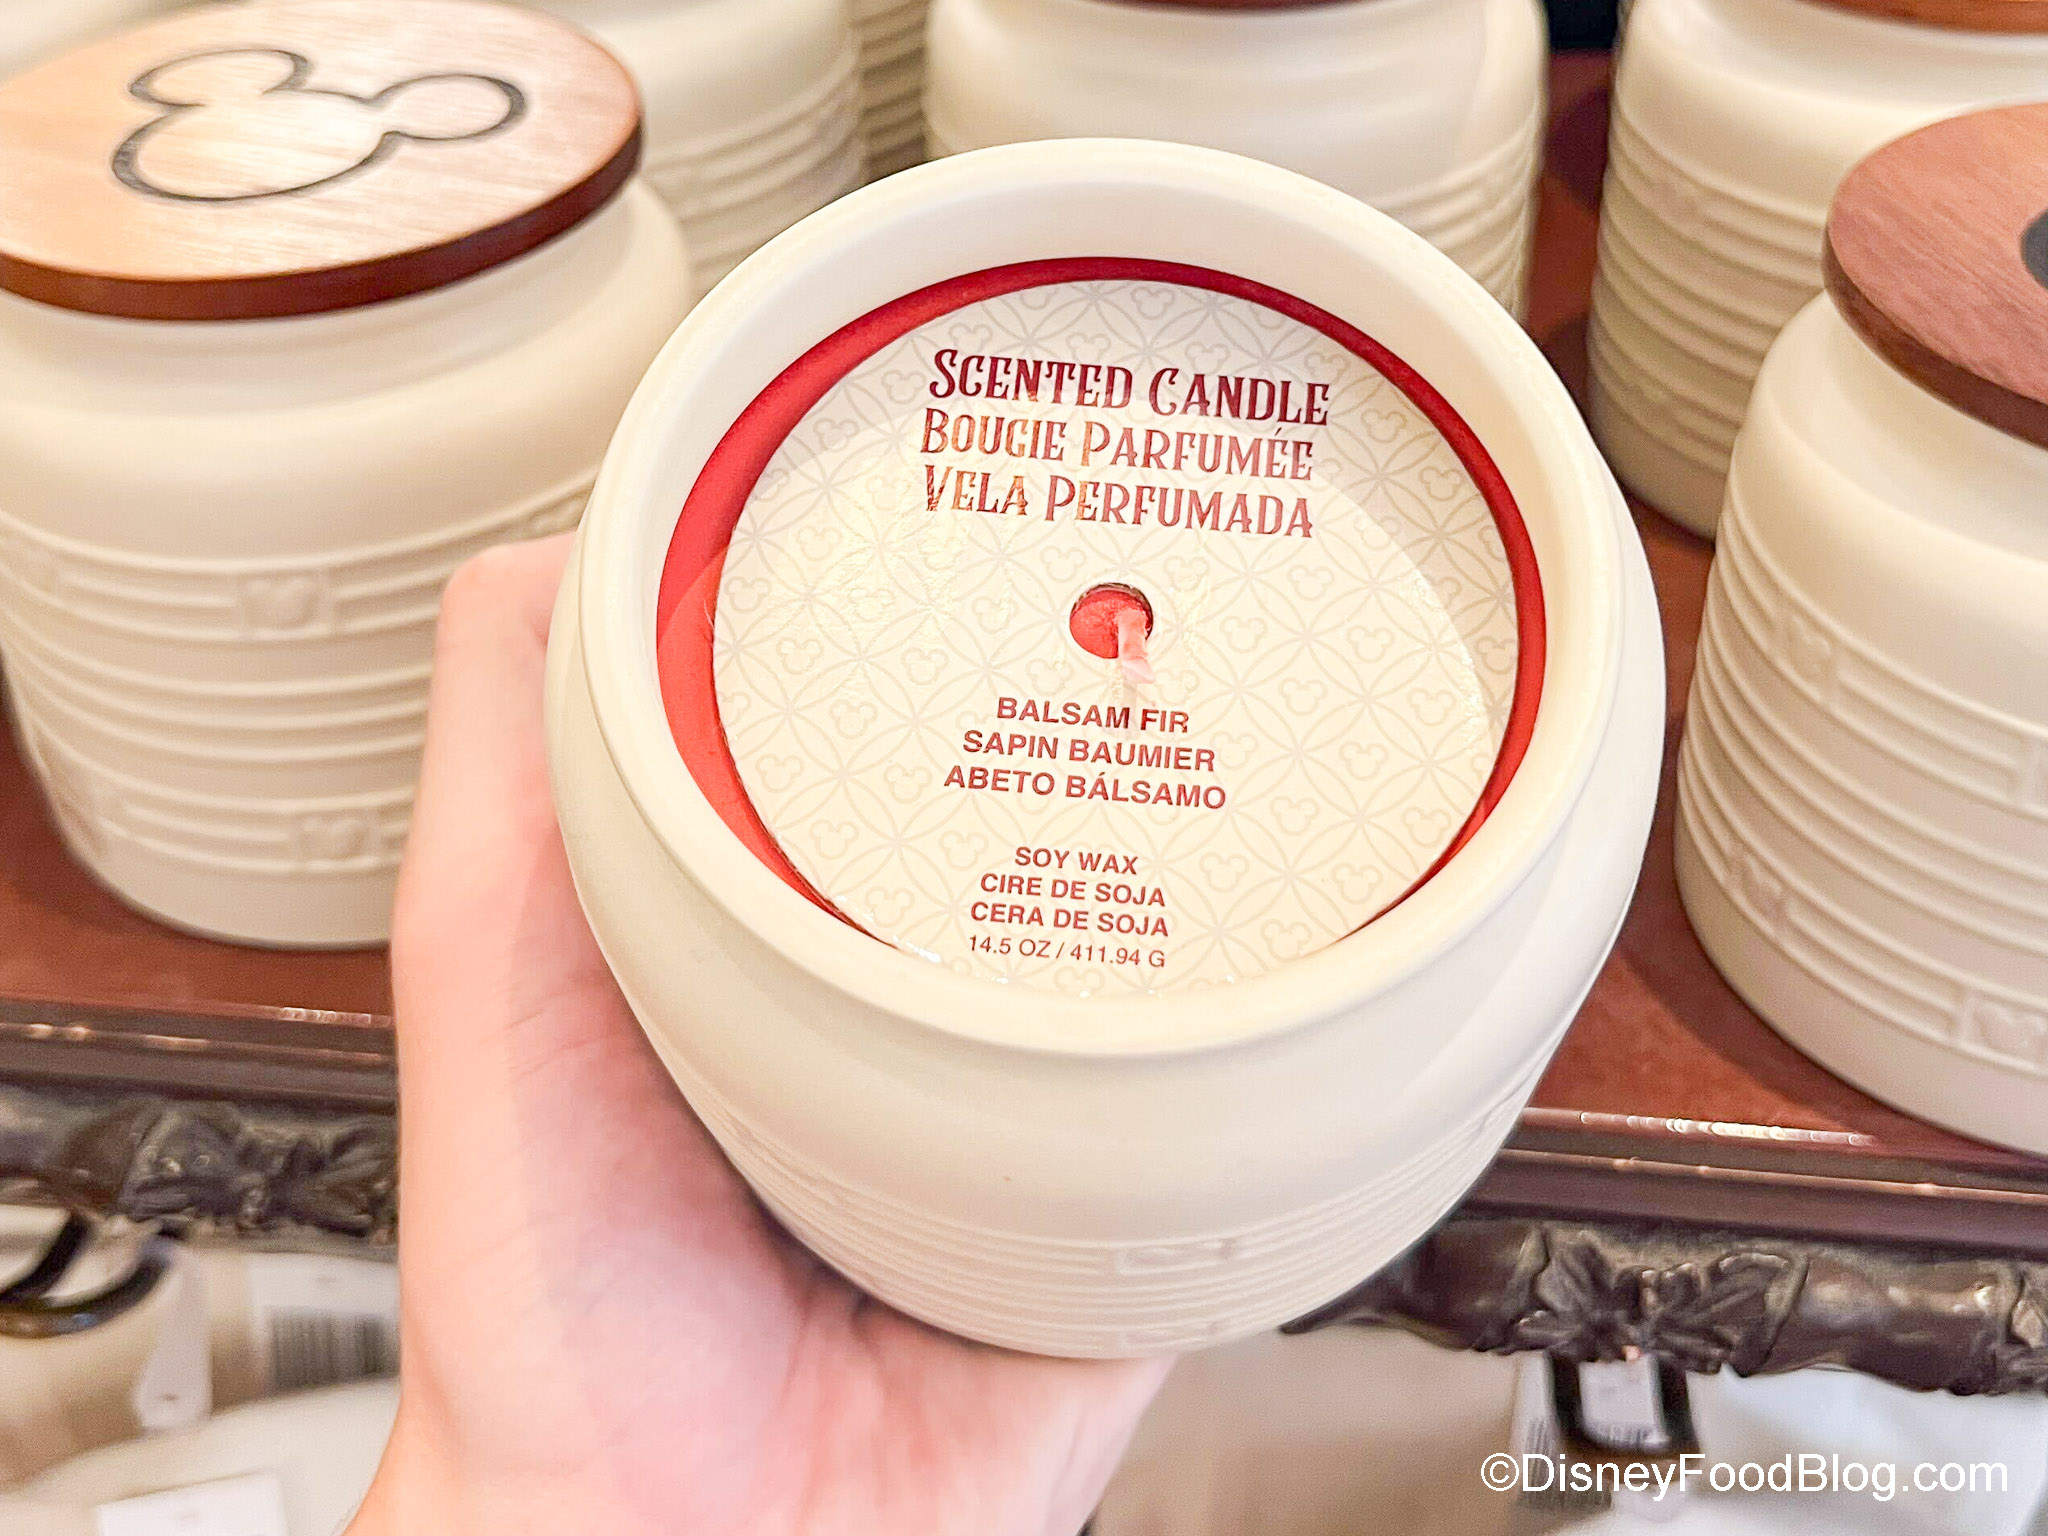 SCENTED CANDLE
BOUGIE PARFUMÉE
VELA PERFUMADA
BALSAM FIR
SAPIN BAUMIER
ABETO BÁLSAMO
SOY WAX
CIRE DE SOJA
CERA DE SOJA
14.5 OZ / 411.94 G
©DisneyFoodBlog.com